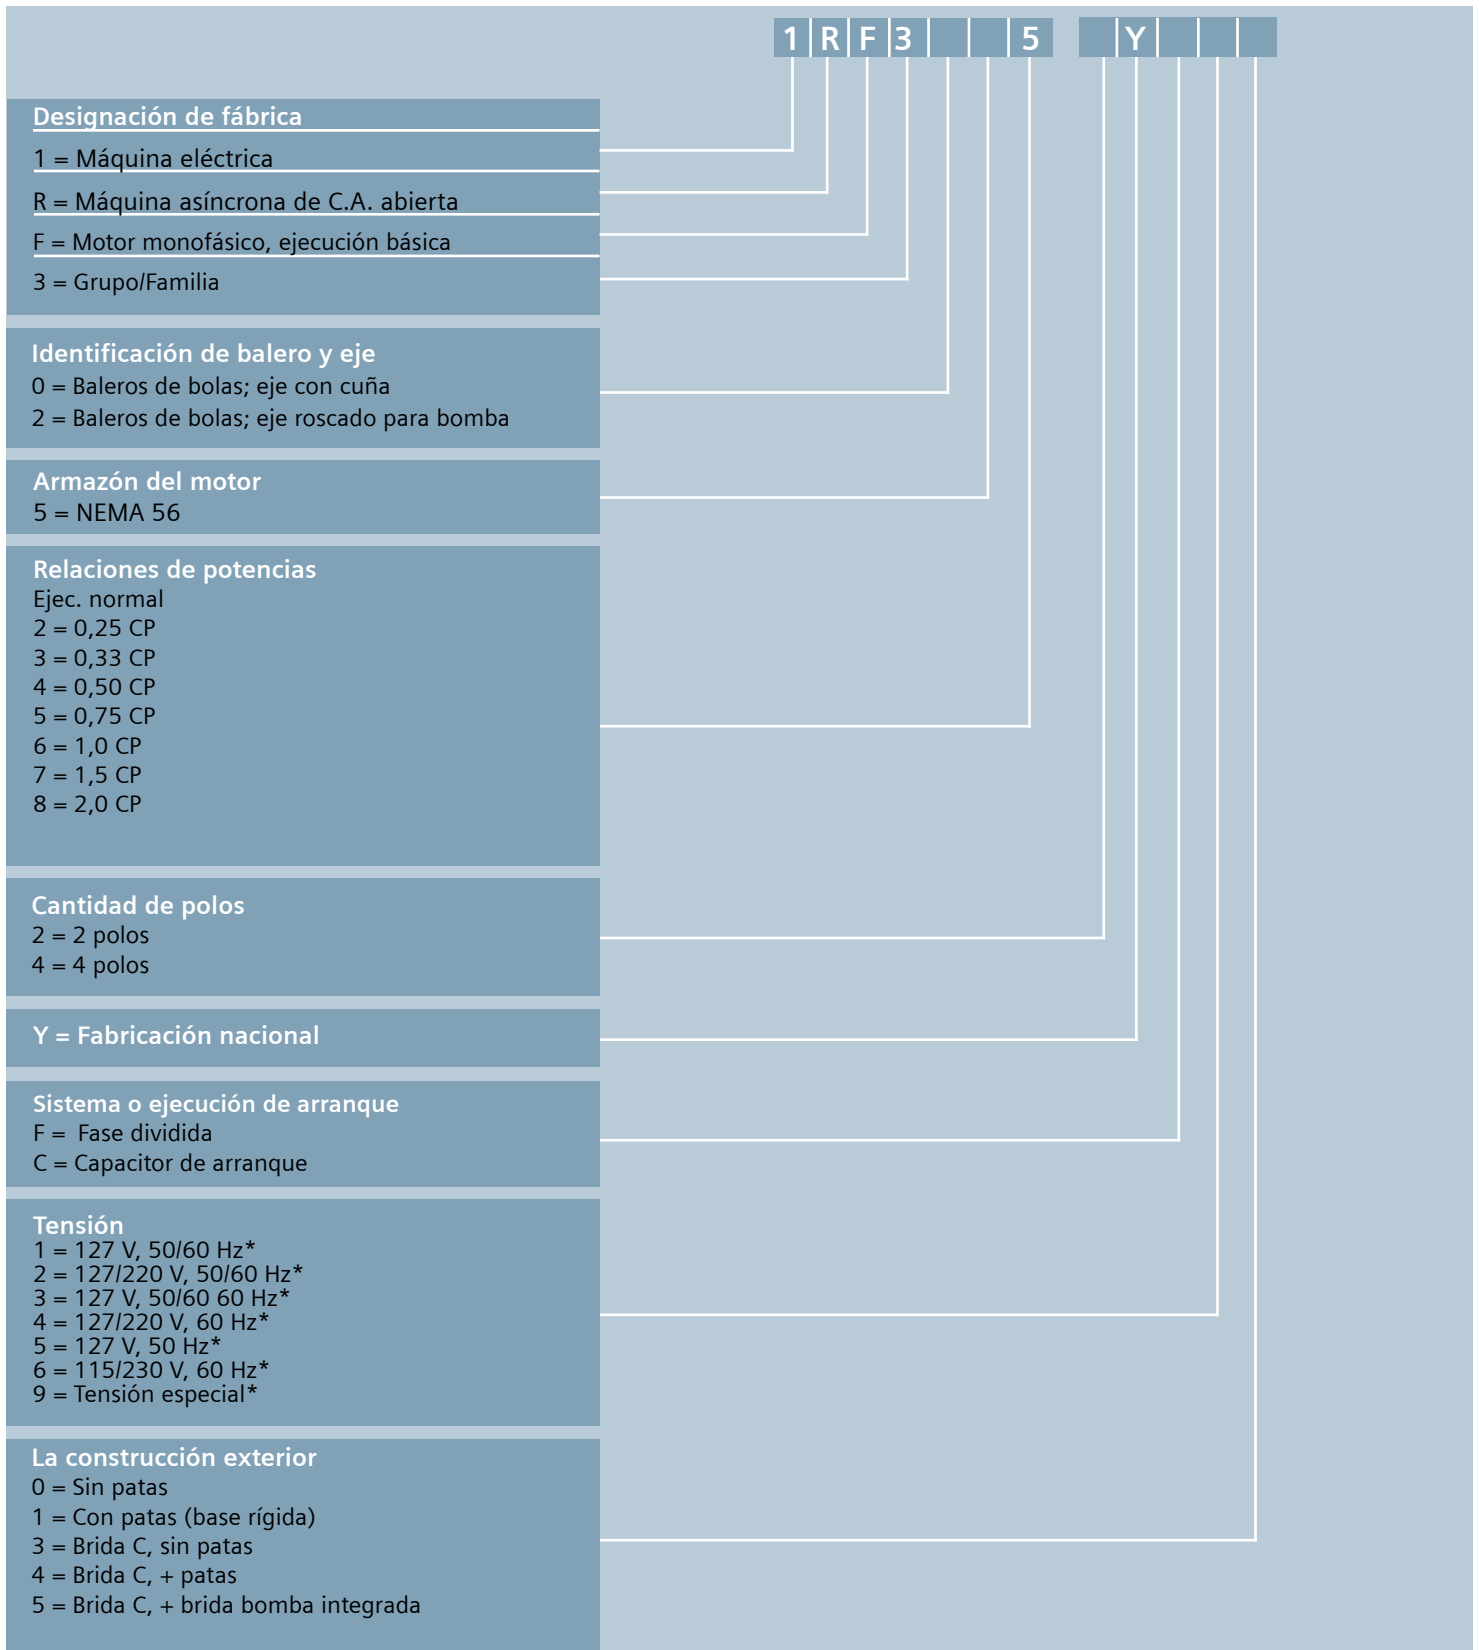 1 R F 3 5 Y
Designación de fábrica
1 = Máquina eléctrica
R = Máquina asíncrona de C.A. abierta
F = Motor monofásico, ejecución básica
3 = Grupo/Familia
Identificación de balero y eje
0 = Baleros de bolas; eje con cuña
2 = Baleros de bolas; eje roscado para bomba
Armazón del motor
5 = NEMA 56
Relaciones de potencias
Ejec. normal
2 = 0,25 CP
3 = 0,33 CP
4 = 0,50 CP
5 = 0,75 CP
6 = 1,0 CP
7 = 1,5 CP
8 = 2,0 CP
Cantidad de polos
2 = 2 polos
4 = 4 polos
Y = Fabricación nacional
Sistema o ejecución de arranque
F = Fase dividida
C = Capacitor de arranque
Tensión
1 = 127 V, 50/60 Hz*
2 = 127/220 V, 50/60 Hz*
3 = 127 V, 50/60 60 Hz*
4 = 127/220 V, 60 Hz*
5 = 127 V, 50 Hz*
6 = 115/230 V, 60 Hz*
9 = Tensión especial*
La construcción exterior
0 = Sin patas
1 = Con patas (base rígida)
3 = Brida C, sin patas
4 = Brida C, + patas
5 = Brida C, + brida bomba integrada